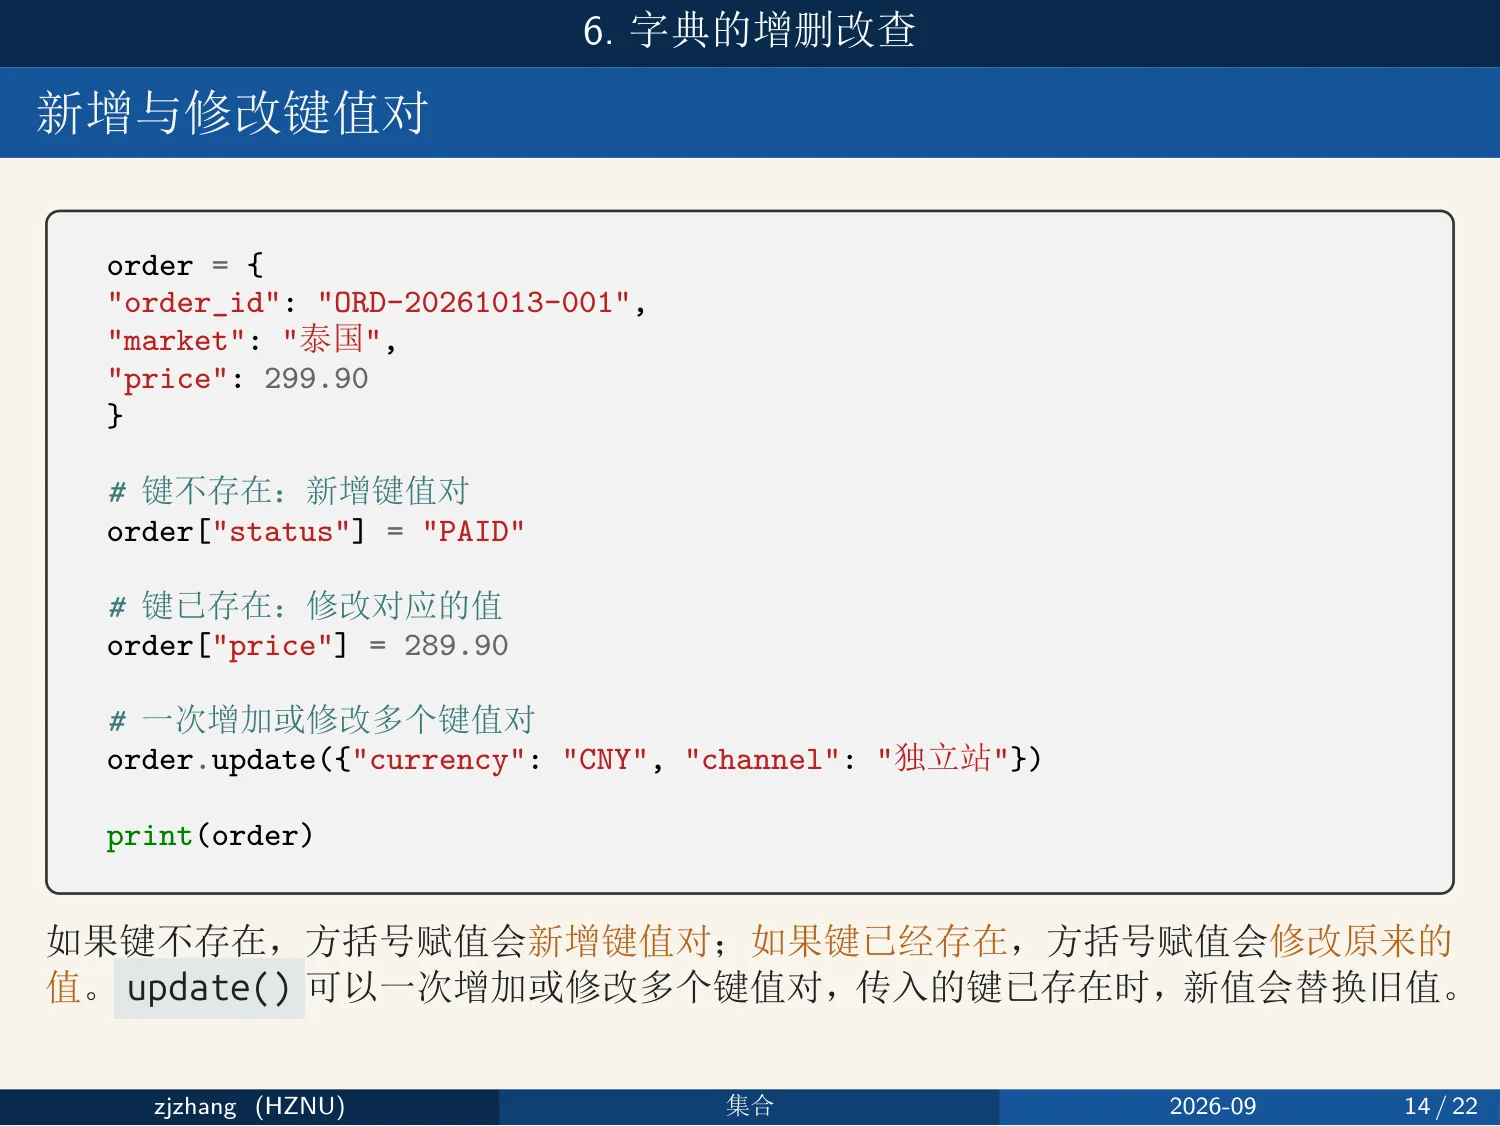 6. 字典的增删改查
新增与修改键值对
order = {
"order_id": "ORD-20261013-001",
"market": "泰国",
"price": 299.90
}
# 键不存在：新增键值对
order["status"] = "PAID"
# 键已存在：修改对应的值
order["price"] = 289.90
# 一次增加或修改多个键值对
order.update({"currency": "CNY", "channel": "独立站"})
print(order)
如果键不存在，方括号赋值会新增键值对；如果键已经存在，方括号赋值会修改原来的
值。update() 可以一次增加或修改多个键值对，传入的键已存在时，新值会替换旧值。
zjzhang (HZNU) 集合 2026-09 14 / 22